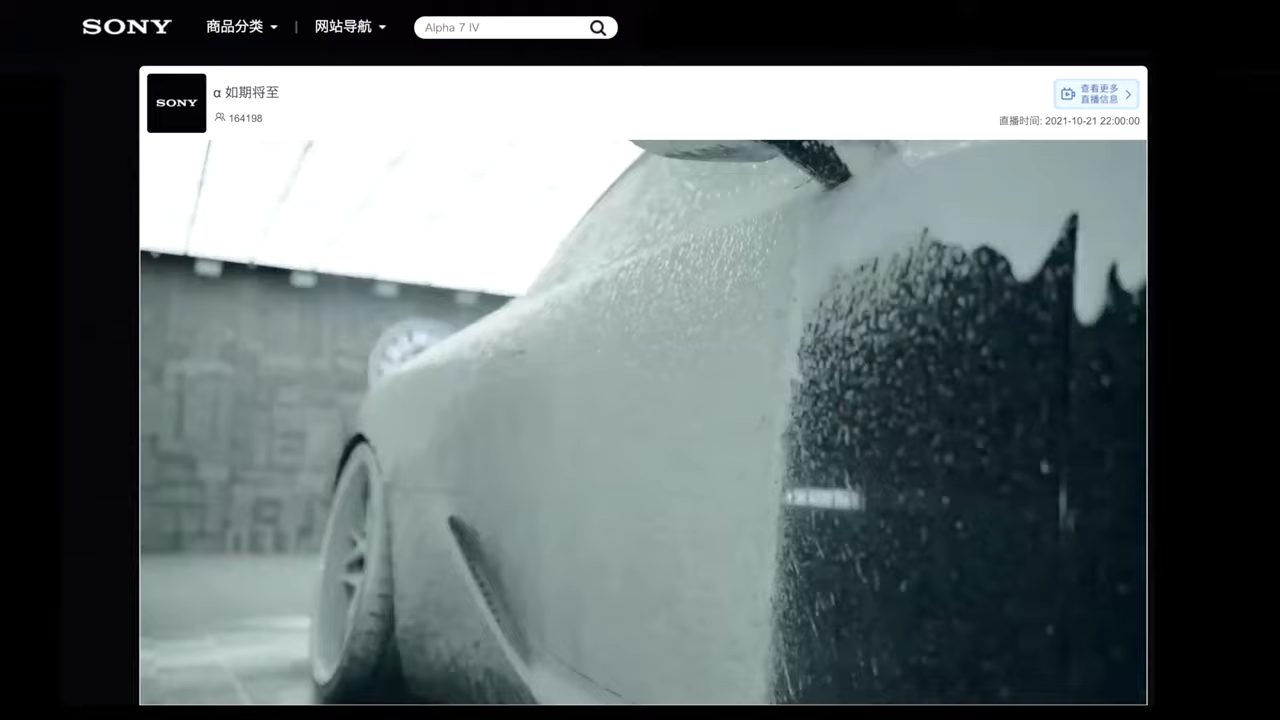 SONY 商品分类 | 网站导航 Alpha 7 IV
SONY
α 如期将至
164198
查看更多
直播信息
直播时间: 2021-10-21 22:00:00